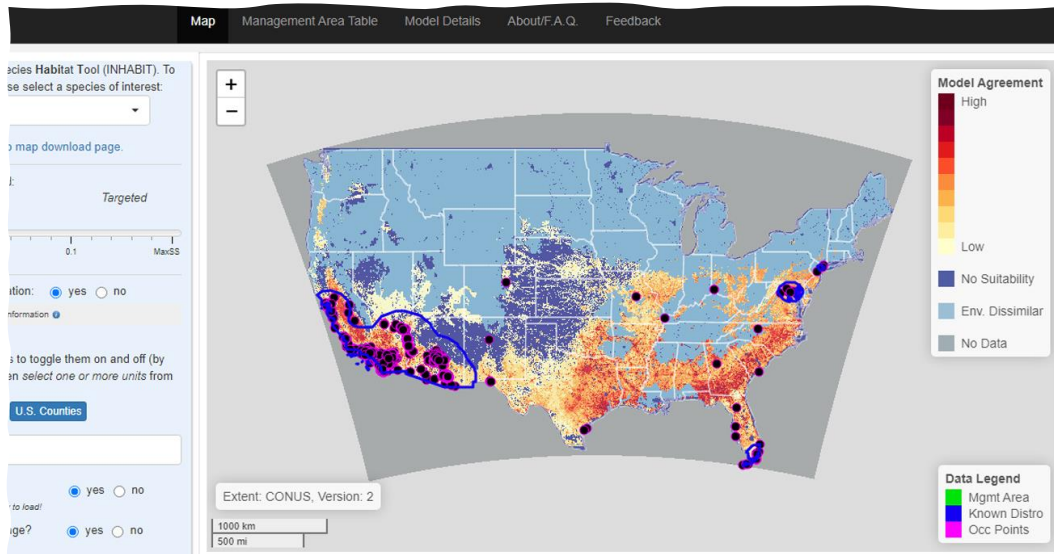 Map Management Area Table Model Details About/F.A.Q. Feedback
ecies Habitat Tool (INHABIT). To
se select a species of interest:
map download page.
Targeted
0.1 MaxSS
ation: yes no
nformation
s to toggle them on and off (by
en select one or more units from
U.S. Counties
yes no
to load!
ge? yes no
+
−
Extent: CONUS, Version: 2
1000 km
500 mi
Model Agreement
High
Low
No Suitability
Env. Dissimilar
No Data
Data Legend
Mgmt Area
Known Distro
Occ Points